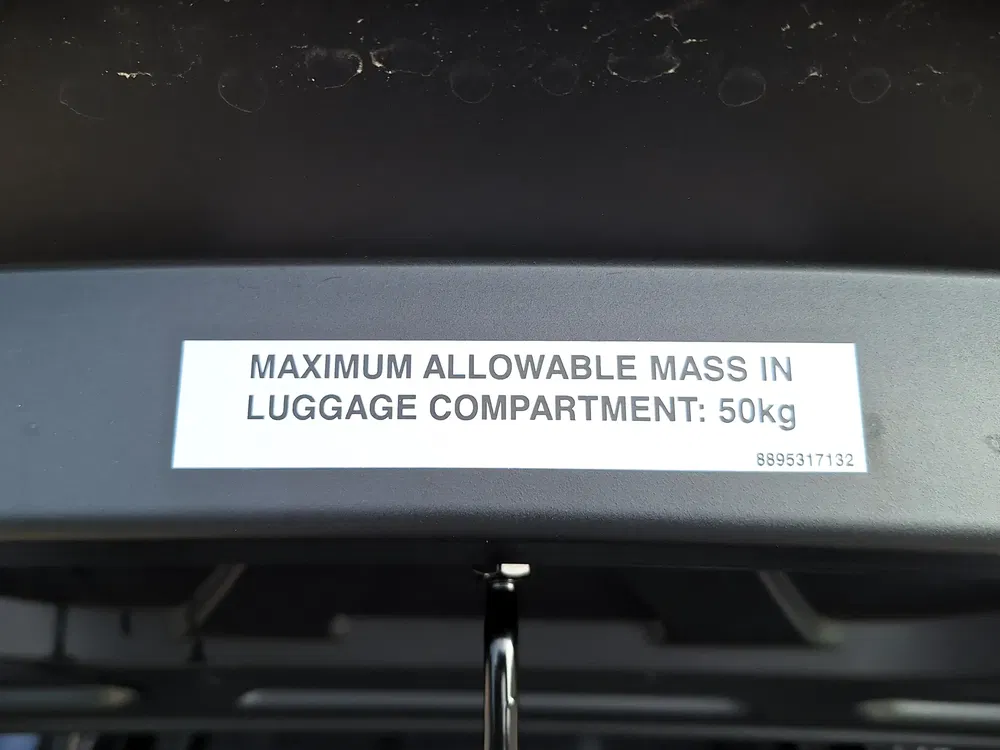 MAXIMUM ALLOWABLE MASS IN
LUGGAGE COMPARTMENT: 50kg
8895317132